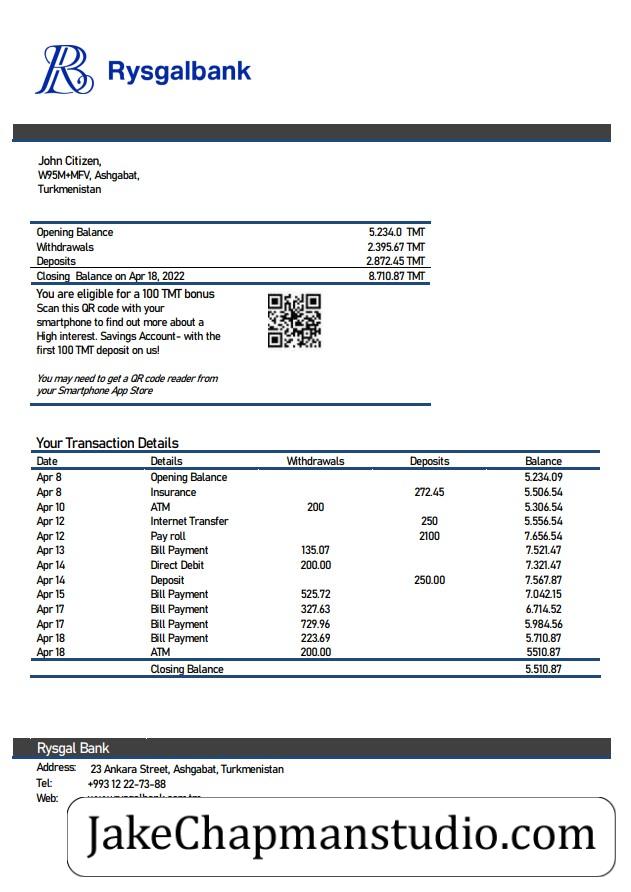 Rysgalbank
John Citizen,
W95M+MFV, Ashgabat,
Turkmenistan
Opening Balance 5.234.0 TMT
Withdrawals 2.395.67 TMT
Deposits 2.872.45 TMT
Closing Balance on Apr 18, 2022 8.710.87 TMT
You are eligible for a 100 TMT bonus
Scan this QR code with your
smartphone to find out more about a
High interest. Savings Account- with the
first 100 TMT deposit on us!
You may need to get a QR code reader from
your Smartphone App Store
Your Transaction Details
Date Details Withdrawals Deposits Balance
Apr 8 Opening Balance 5.234.09
Apr 8 Insurance 272.45 5.506.54
Apr 10 ATM 200 5.306.54
Apr 12 Internet Transfer 250 5.556.54
Apr 12 Pay roll 2100 7.656.54
Apr 13 Bill Payment 135.07 7.521.47
Apr 14 Direct Debit 200.00 7.321.47
Apr 14 Deposit 250.00 7.567.87
Apr 15 Bill Payment 525.72 7.042.15
Apr 17 Bill Payment 327.63 6.714.52
Apr 17 Bill Payment 729.96 5.984.56
Apr 18 Bill Payment 223.69 5.710.87
Apr 18 ATM 200.00 5510.87
Closing Balance 5.510.87
Rysgal Bank
Address: 23 Ankara Street, Ashgabat, Turkmenistan
Tel: +993 12 22-73-88
Web:
JakeChapmanstudio.com